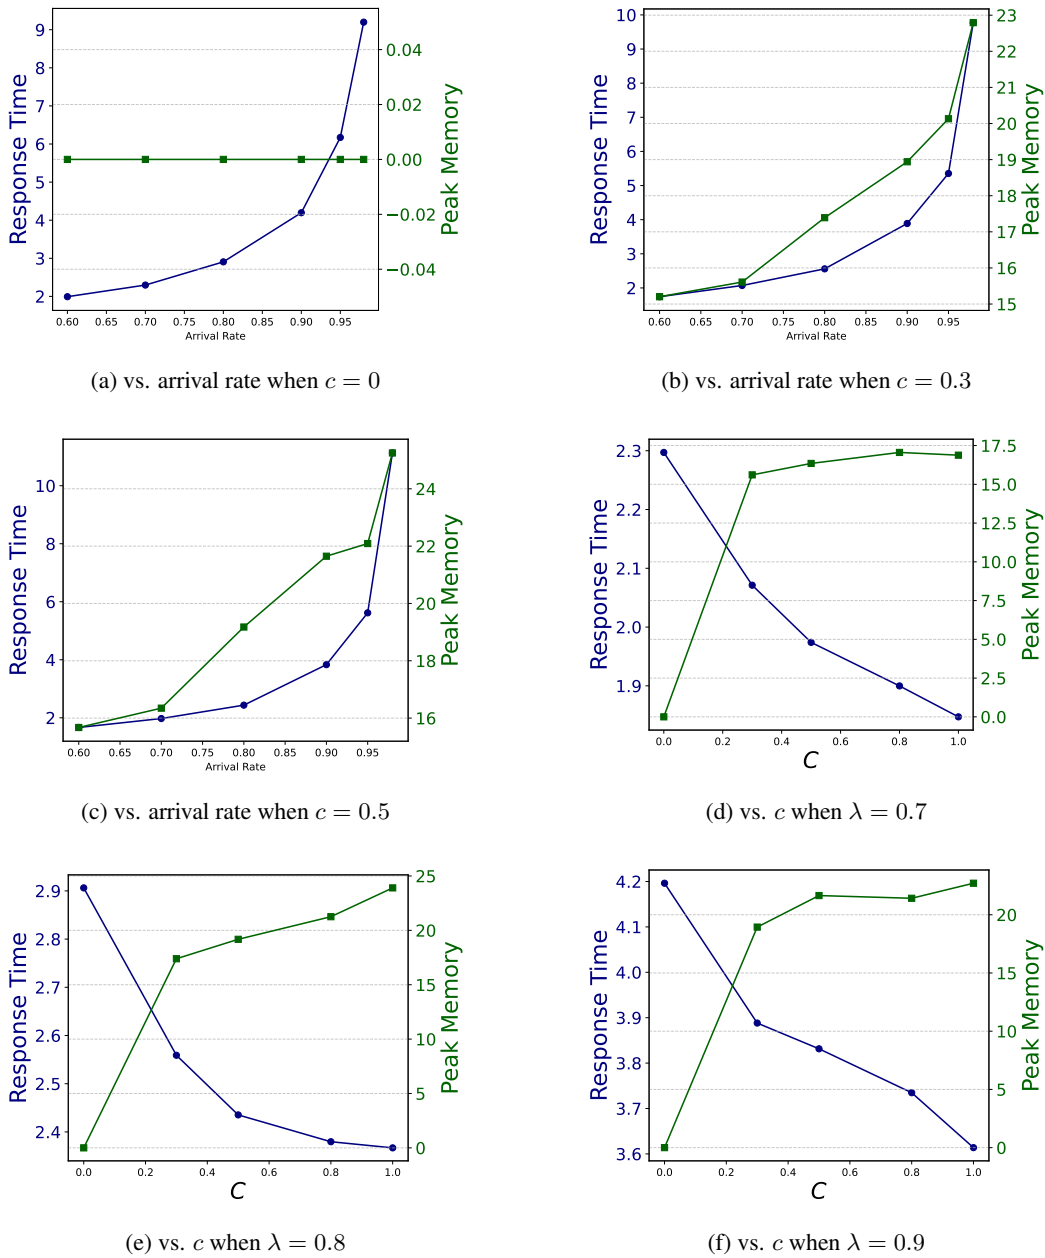 9
8
7
6
5
4
3
2
Response Time
0.04
0.02
0.00
−0.02
−0.04
Peak Memory
0.60 0.65 0.70 0.75 0.80 0.85 0.90 0.95
Arrival Rate
(a) vs. arrival rate when c = 0
10
9
8
7
6
5
4
3
2
Response Time
23
22
21
20
19
18
17
16
15
Peak Memory
0.60 0.65 0.70 0.75 0.80 0.85 0.90 0.95
Arrival Rate
(b) vs. arrival rate when c = 0.3
10
8
6
4
2
Response Time
24
22
20
18
16
Peak Memory
0.60 0.65 0.70 0.75 0.80 0.85 0.90 0.95
Arrival Rate
(c) vs. arrival rate when c = 0.5
2.3
2.2
2.1
2.0
1.9
Response Time
17.5
15.0
12.5
10.0
7.5
5.0
2.5
0.0
Peak Memory
0.0 0.2 0.4 0.6 0.8 1.0
C
(d) vs. c when λ = 0.7
2.9
2.8
2.7
2.6
2.5
2.4
Response Time
25
20
15
10
5
0
Peak Memory
0.0 0.2 0.4 0.6 0.8 1.0
C
(e) vs. c when λ = 0.8
4.2
4.1
4.0
3.9
3.8
3.7
3.6
Response Time
20
15
10
5
0
Peak Memory
0.0 0.2 0.4 0.6 0.8 1.0
C
(f) vs. c when λ = 0.9